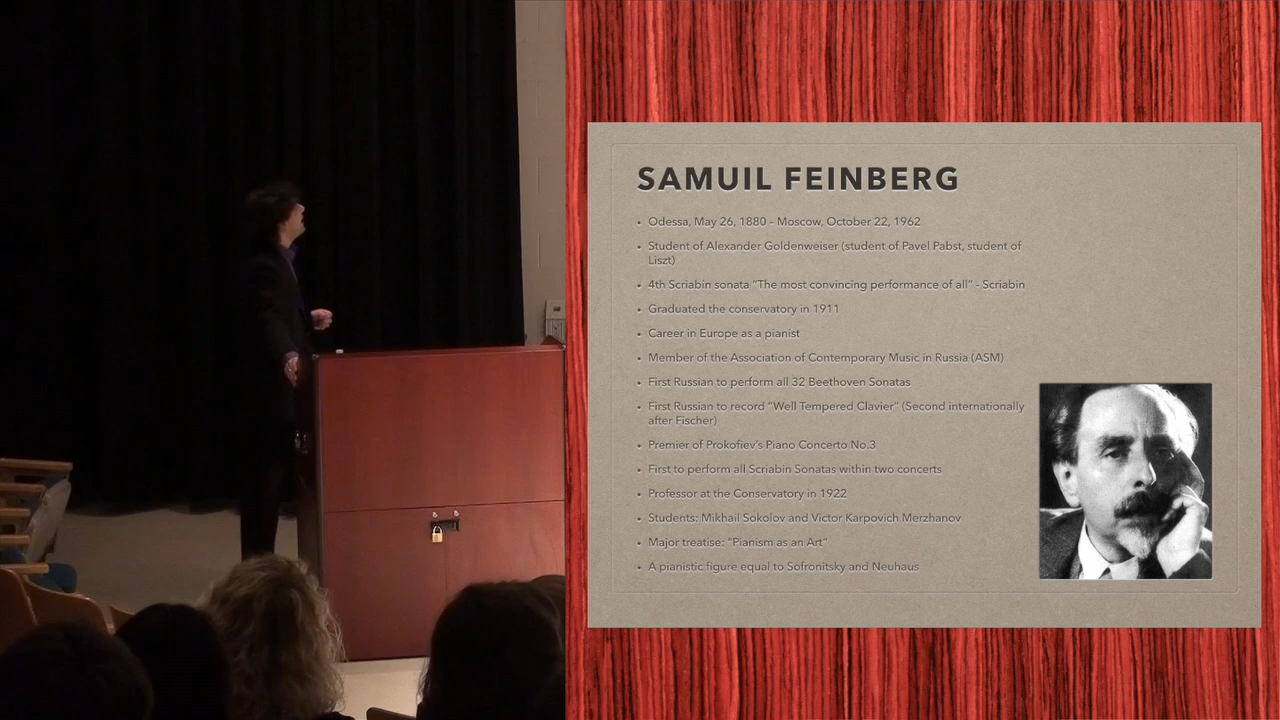 SAMUIL FEINBERG
• Odessa, May 26, 1880 - Moscow, October 22, 1962
• Student of Alexander Goldenweiser (student of Pavel Pabst, student of
Liszt)
• 4th Scriabin sonata “The most convincing performance of all” - Scriabin
• Graduated the conservatory in 1911
• Career in Europe as a pianist
• Member of the Association of Contemporary Music in Russia (ASM)
• First Russian to perform all 32 Beethoven Sonatas
• First Russian to record “Well Tempered Clavier” (Second internationally
after Fischer)
• Premier of Prokofiev’s Piano Concerto No.3
• First to perform all Scriabin Sonatas within two concerts
• Professor at the Conservatory in 1922
• Students: Mikhail Sokolov and Victor Karpovich Merzhanov
• Major treatise: “Pianism as an Art”
• A pianistic figure equal to Sofronitsky and Neuhaus